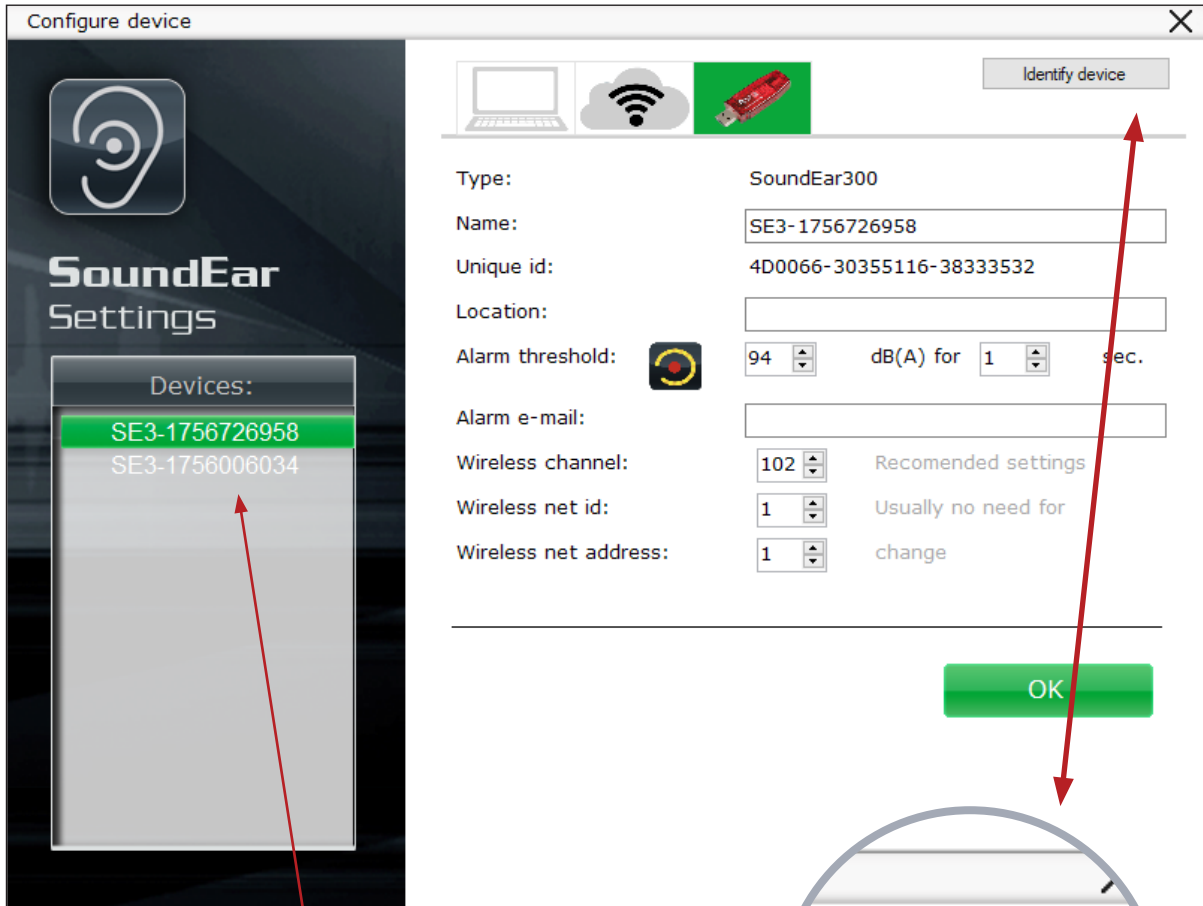 Configure device
SoundEar
Settings
Devices:
SE3-1756726958
SE3-1756006034
Identify device
Type: SoundEar300
Name: SE3-1756726958
Unique id: 4D0066-30355116-38333532
Location:
Alarm threshold: 94 dB(A) for 1 sec.
Alarm e-mail:
Wireless channel: 102 Recomended settings
Wireless net id: 1 Usually no need for
Wireless net address: 1 change
OK